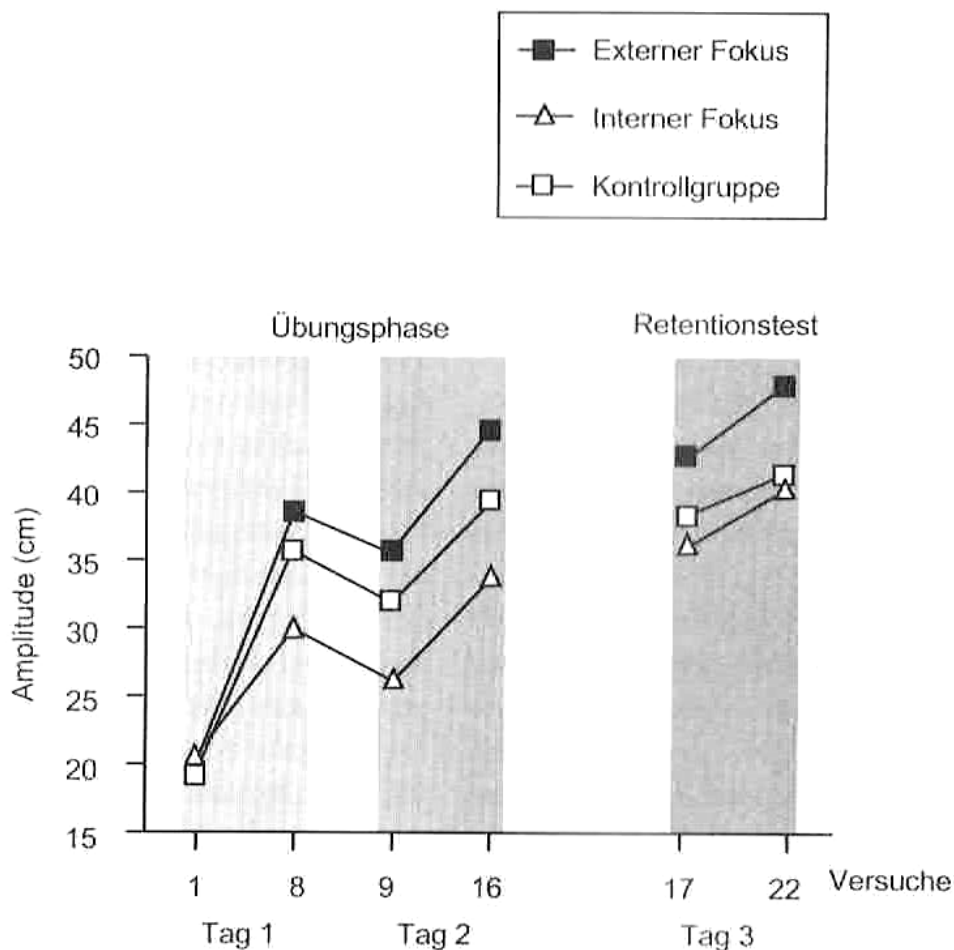 Externer Fokus
Interner Fokus
Kontrollgruppe
Übungsphase
Retentionstest
Amplitude (cm)
50
45
40
35
30
25
20
15
1
8
9
16
17
22
Versuche
Tag 1
Tag 2
Tag 3